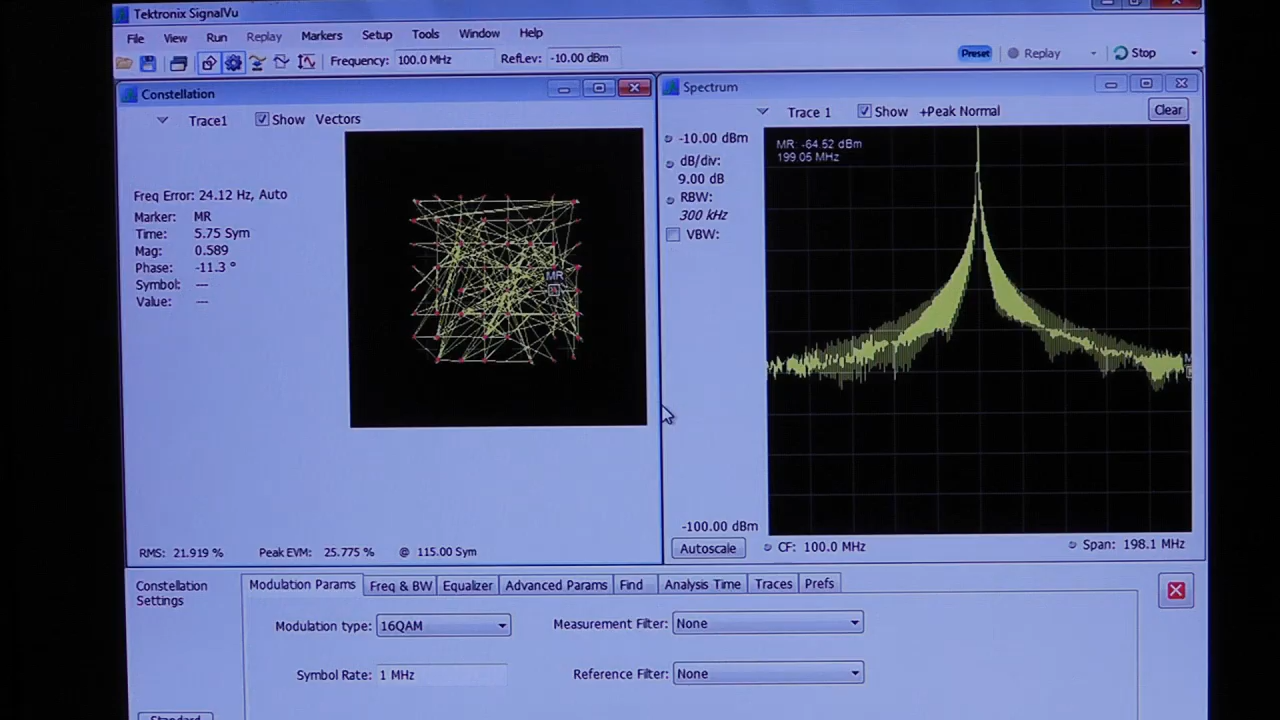 Tektronix SignalVu
File View Run Replay Markers Setup Tools Window Help
Frequency: 100.0 MHz RefLev: -10.00 dBm Preset Replay Stop
Constellation
Trace1 Show Vectors
Freq Error: 24.12 Hz, Auto
Marker: MR
Time: 5.75 Sym
Mag: 0.589
Phase: -11.3 °
Symbol: ---
Value: ---
MR
RMS: 21.919 % Peak EVM: 25.775 % @ 115.00 Sym
Spectrum
Trace 1 Show +Peak Normal Clear
-10.00 dBm
dB/div:
9.00 dB
RBW:
300 kHz
VBW:
MR: -64.52 dBm
199.05 MHz
-100.00 dBm
Autoscale CF: 100.0 MHz Span: 198.1 MHz
Constellation
Settings
Modulation Params Freq & BW Equalizer Advanced Params Find Analysis Time Traces Prefs
Modulation type: 16QAM Measurement Filter: None
Symbol Rate: 1 MHz Reference Filter: None